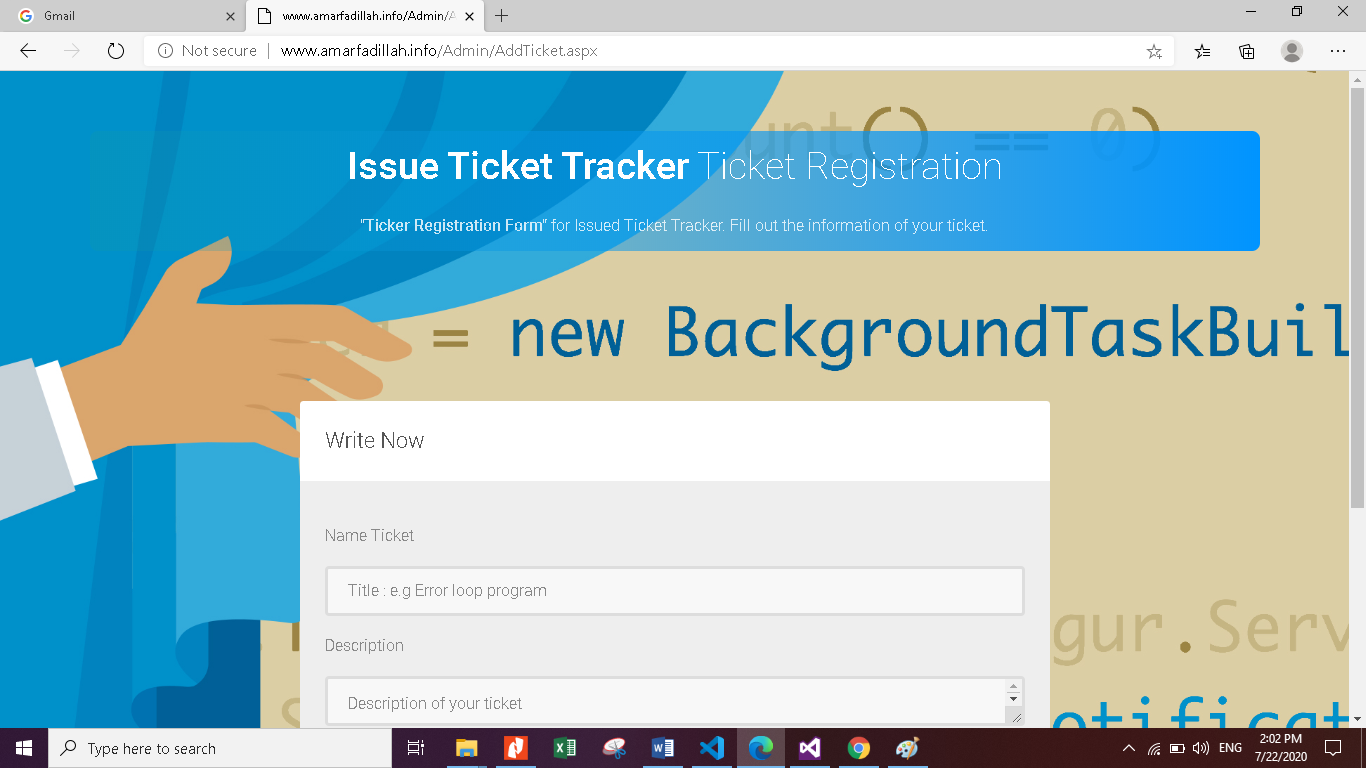 Gmail
www.amarfadillah.info/Admin/A
Not secure
www.amarfadillah.info/Admin/AddTicket.aspx
unt() == 0)
Issue Ticket Tracker Ticket Registration
"Ticker Registration Form" for Issued Ticket Tracker. Fill out the information of your ticket.
= new BackgroundTaskBuil
Write Now
Name Ticket
Title : e.g Error loop program
Description
gur.Serv
Description of your ticket
otificat
Type here to search
ENG
2:02 PM
7/22/2020